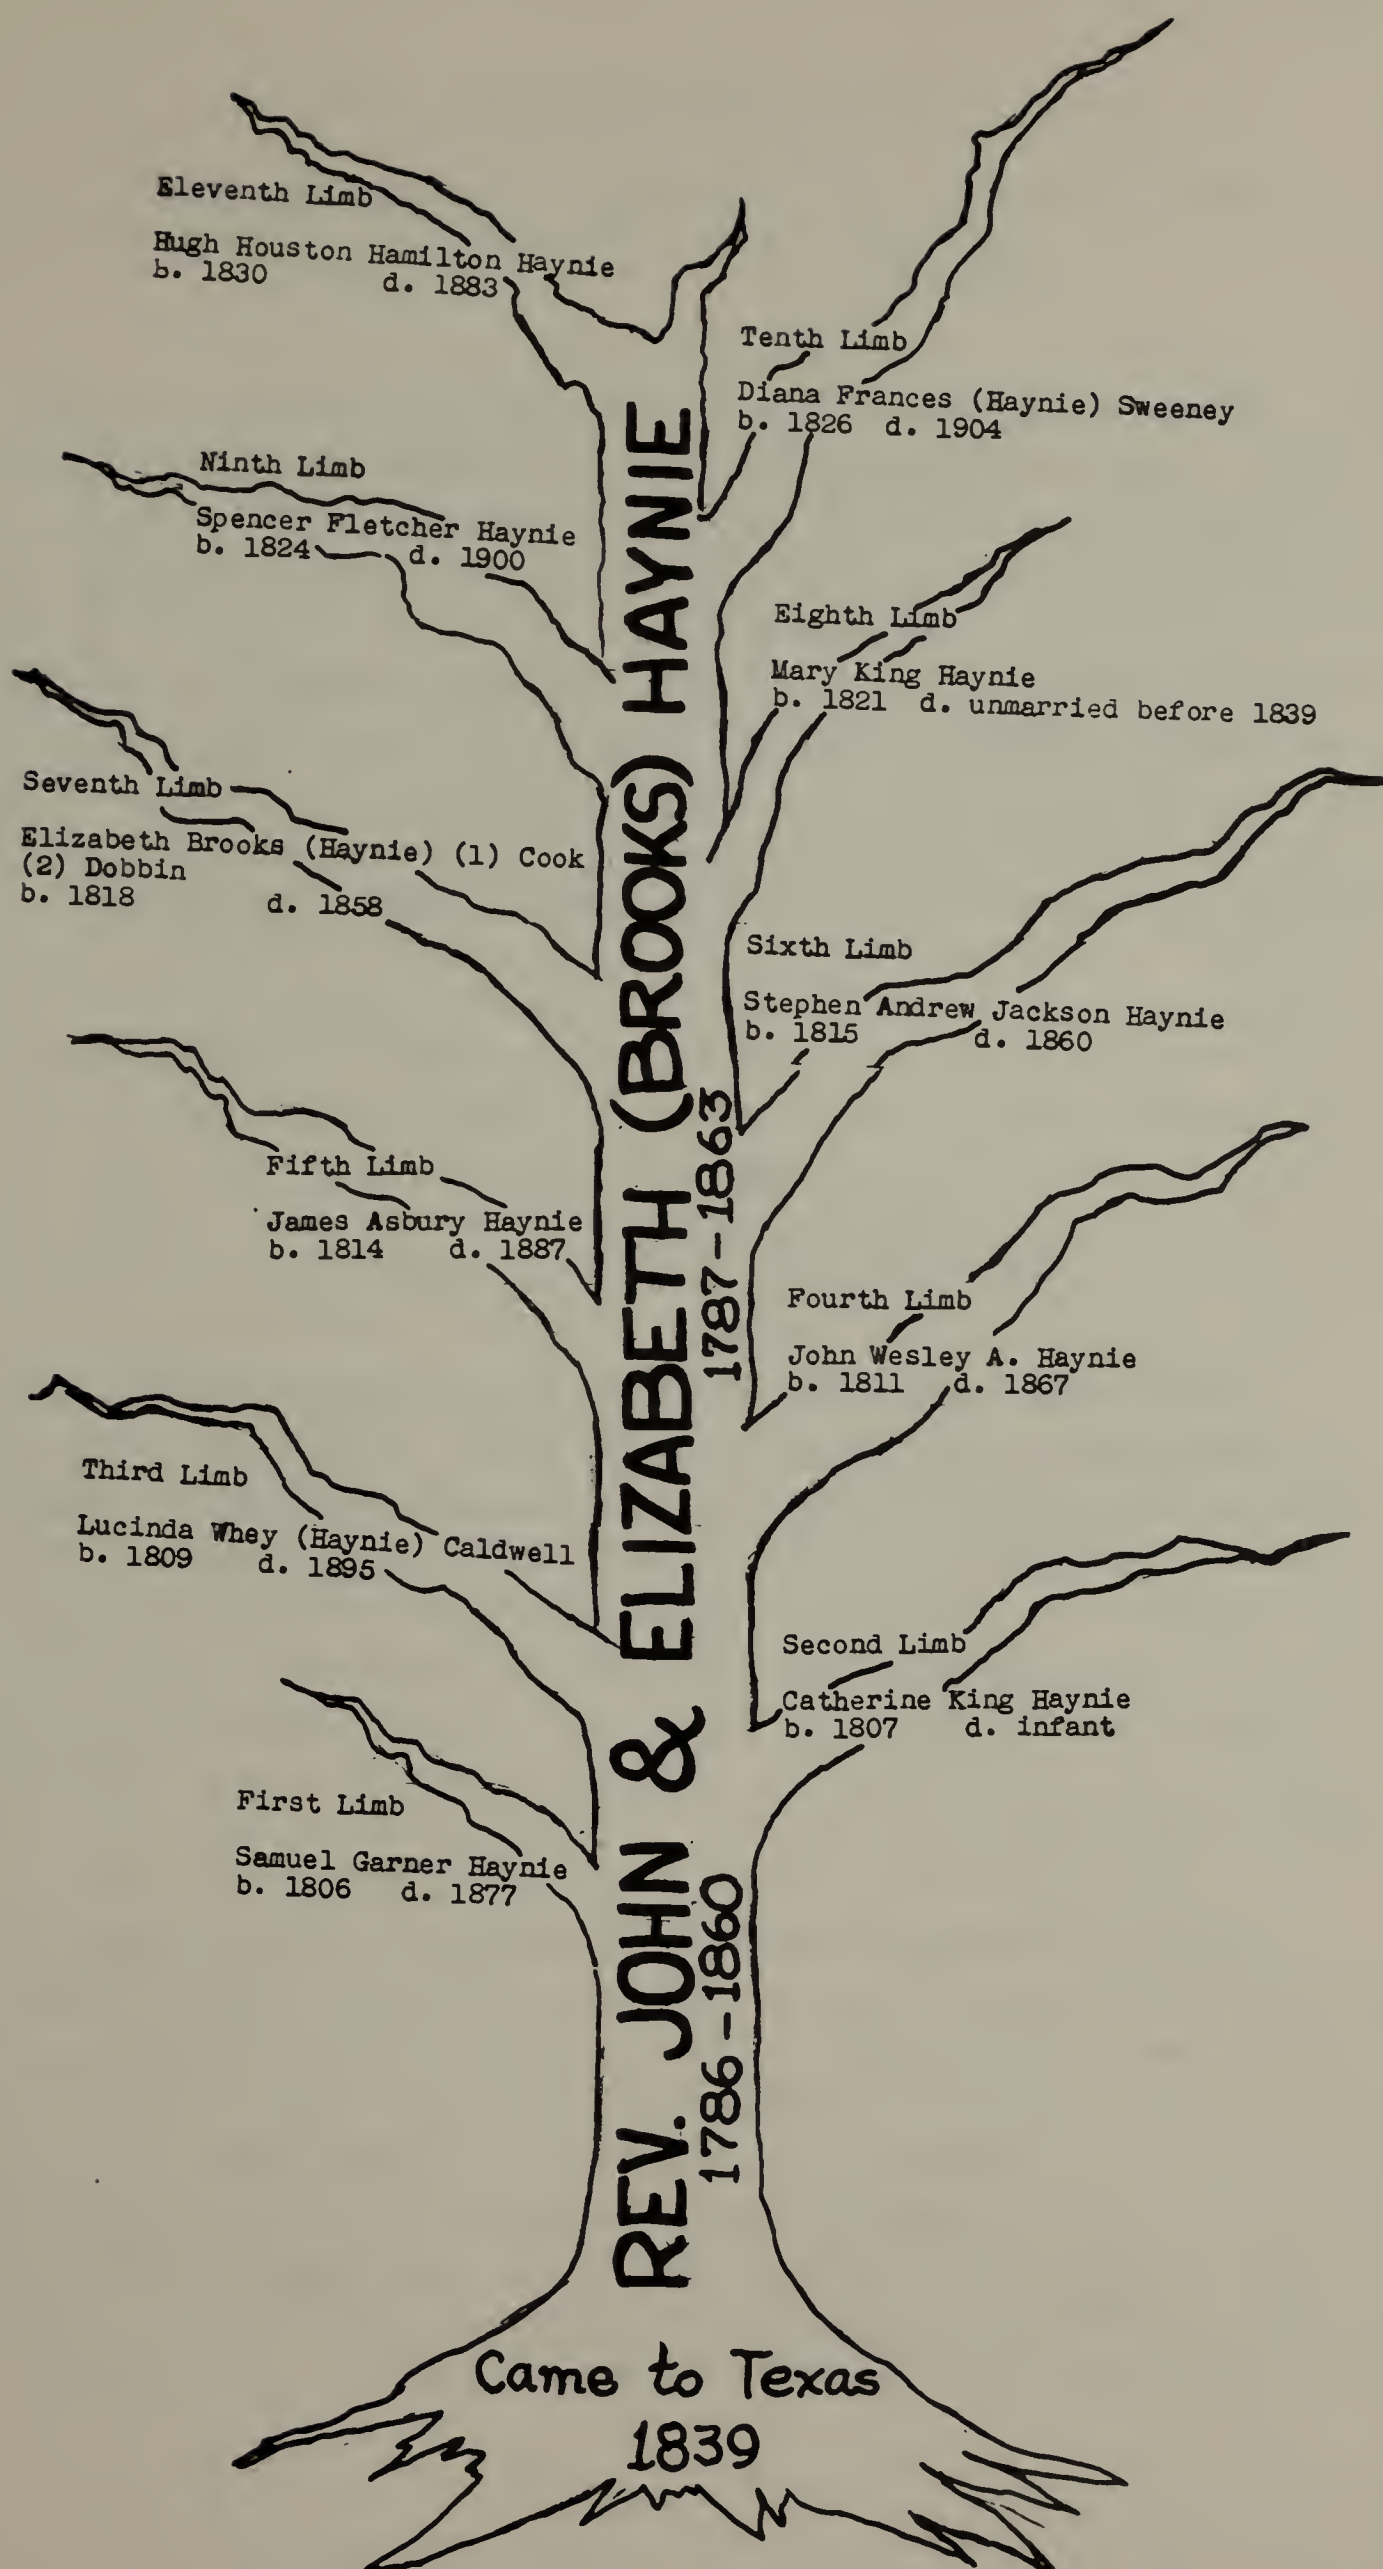 Eleventh Limb
Hugh Houston Hamilton Haynie
b. 1830 d. 1883
Tenth Limb
Diana Frances (Haynie) Sweeney
b. 1826 d. 1904
Ninth Limb
Spencer Fletcher Haynie
b. 1824 d. 1900
Eighth Limb
Mary King Haynie
b. 1821 d. unmarried before 1839
Seventh Limb
Elizabeth Brooks (Haynie) (1) Cook
(2) Dobbin
b. 1818 d. 1858
Sixth Limb
Stephen Andrew Jackson Haynie
b. 1815 d. 1860
Fifth Limb
James Asbury Haynie
b. 1814 d. 1887
Fourth Limb
John Wesley A. Haynie
b. 1811 d. 1867
Third Limb
Lucinda Whey (Haynie) Caldwell
b. 1809 d. 1895
Second Limb
Catherine King Haynie
b. 1807 d. infant
First Limb
Samuel Garner Haynie
b. 1806 d. 1877
REV. JOHN & ELIZABETH (BROOKS) HAYNIE
1786-1860 1787-1863
Came to Texas
1839